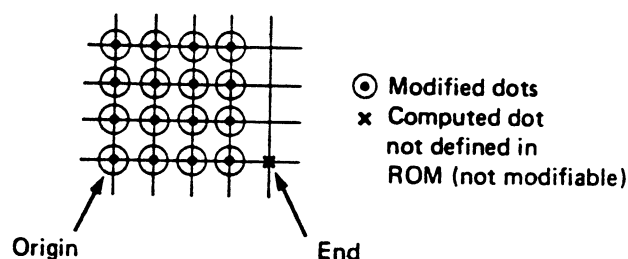 Modified dots
Computed dot
not defined in
ROM (not modifiable)
Origin
End